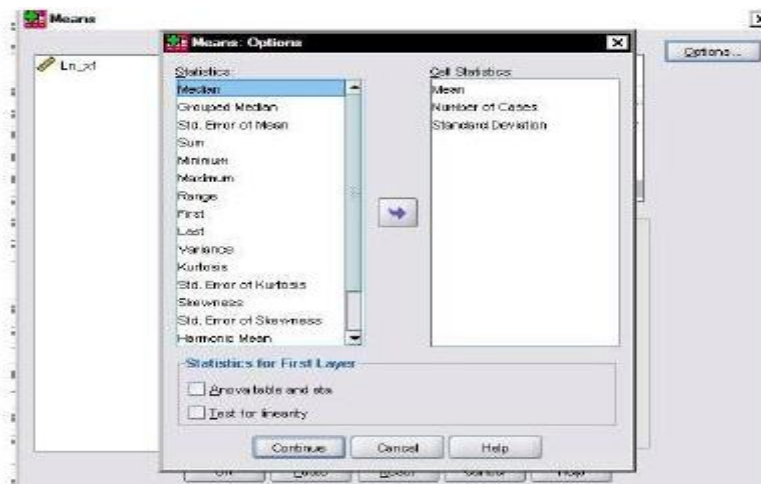 Means
Means: Options
Options...
Ln_x1
Statistics:
Cell Statistics:
Median
Grouped Median
Std. Error of Mean
Sum
Minimum
Maximum
Range
First
Last
Variance
Kurtosis
Std. Error of Kurtosis
Skewness
Std. Error of Skewness
Harmonic Mean
Mean
Number of Cases
Standard Deviation
Statistics for First Layer
Anova table and eta
Test for linearity
Continue
Cancel
Help